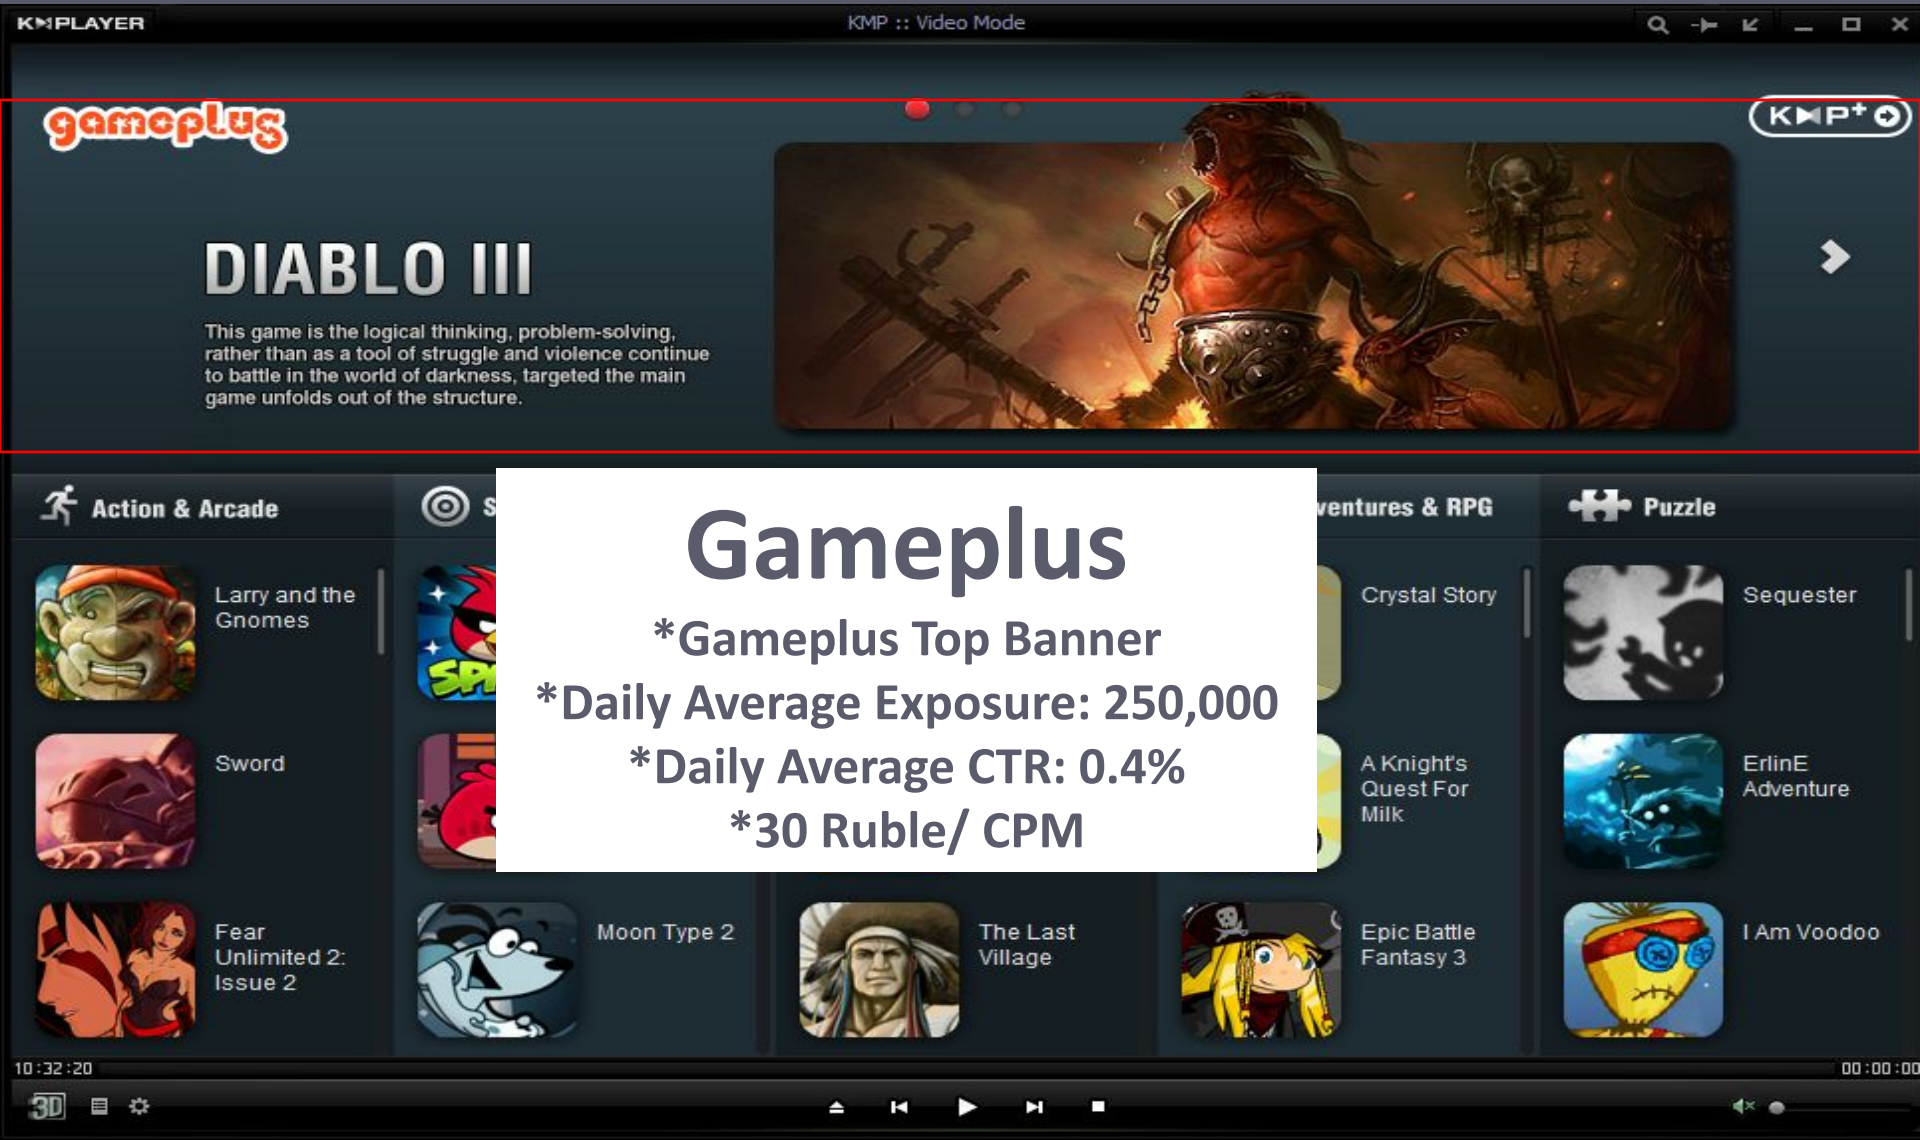 KMPLAYER
KMP :: Video Mode
gameplus
KMP+
DIABLO III
This game is the logical thinking, problem-solving,
rather than as a tool of struggle and violence continue
to battle in the world of darkness, targeted the main
game unfolds out of the structure.
Action & Arcade
S
ventures & RPG
Puzzle
Gameplus
*Gameplus Top Banner
*Daily Average Exposure: 250,000
*Daily Average CTR: 0.4%
*30 Ruble/ CPM
Larry and the
Gnomes
SP
Crystal Story
Sequester
Sword
A Knight's
Quest For
Milk
ErlinE
Adventure
Fear
Unlimited 2:
Issue 2
Moon Type 2
The Last
Village
Epic Battle
Fantasy 3
I Am Voodoo
10:32:20
00:00:00
3D